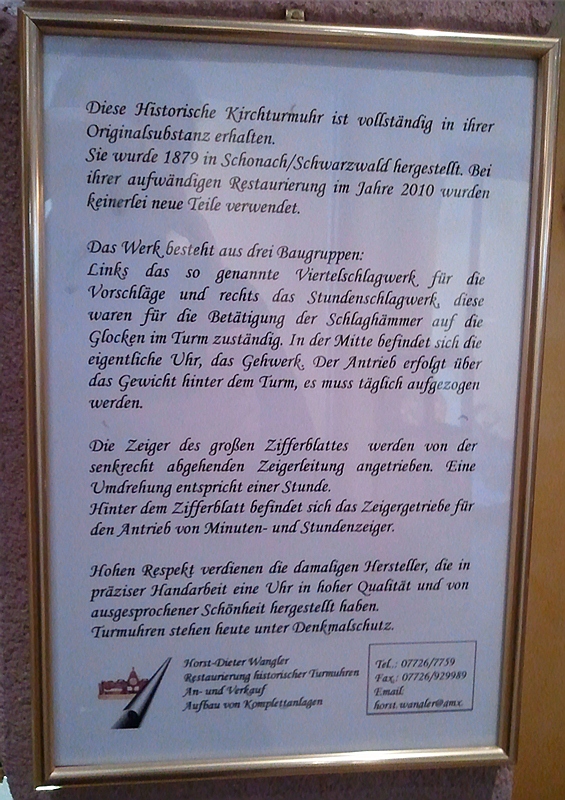 Diese Historische Kirchturmuhr ist vollständig in ihrer
Originalsubstanz erhalten.
Sie wurde 1879 in Schonach/Schwarzwald hergestellt. Bei
ihrer aufwändigen Restaurierung im Jahre 2010 wurden
keinerlei neue Teile verwendet.
Das Werk besteht aus drei Baugruppen:
Links das so genannte Viertelschlagwerk für die
Vorschläge und rechts das Stundenschlagwerk, diese
waren für die Betätigung der Schlaghämmer auf die
Glocken im Turm zuständig. In der Mitte befindet sich die
eigentliche Uhr, das Gehwerk. Der Antrieb erfolgt über
das Gewicht hinter dem Turm, es muss täglich aufgezogen
werden.
Die Zeiger des großen Zifferblattes werden von der
senkrecht abgehenden Zeigerleitung angetrieben. Eine
Umdrehung entspricht einer Stunde.
Hinter dem Zifferblatt befindet sich das Zeigergetriebe für
den Antrieb von Minuten- und Stundenzeiger.
Hohen Respekt verdienen die damaligen Hersteller, die in
präziser Handarbeit eine Uhr in hoher Qualität und von
ausgesprochener Schönheit hergestellt haben.
Turmuhren stehen heute unter Denkmalschutz.
Horst-Dieter Wangler
Restaurierung historischer Turmuhren
An- und Verkauf
Aufbau von Komplettanlagen
Tel.: 07726/7759
Fax.: 07726/929989
Email:
horst.wangler@gmx.